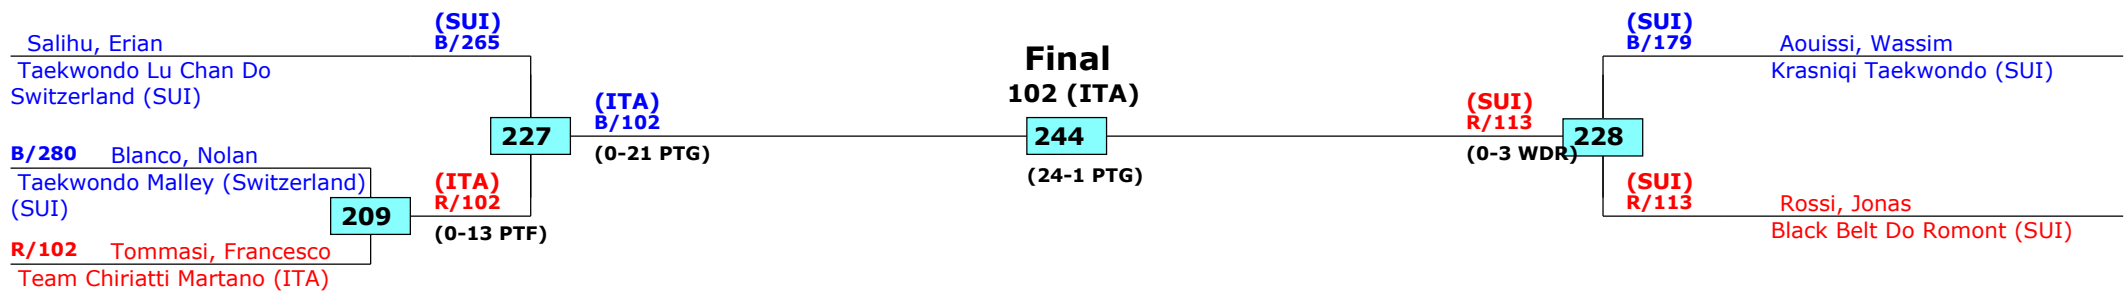 (SUI)
B/265
Salihu, Erian
Taekwondo Lu Chan Do
Switzerland (SUI)
B/280 Blanco, Nolan
Taekwondo Malley (Switzerland)
(SUI)
209
R/102 Tommasi, Francesco
Team Chiriatti Martano (ITA)
(ITA)
R/102
(0-13 PTF)
227
(ITA)
B/102
(0-21 PTG)
Final
102 (ITA)
244
(24-1 PTG)
(SUI)
R/113
(0-3 WDR)
228
(SUI)
B/179
Aouissi, Wassim
Krasniqi Taekwondo (SUI)
(SUI)
R/113
Rossi, Jonas
Black Belt Do Romont (SUI)